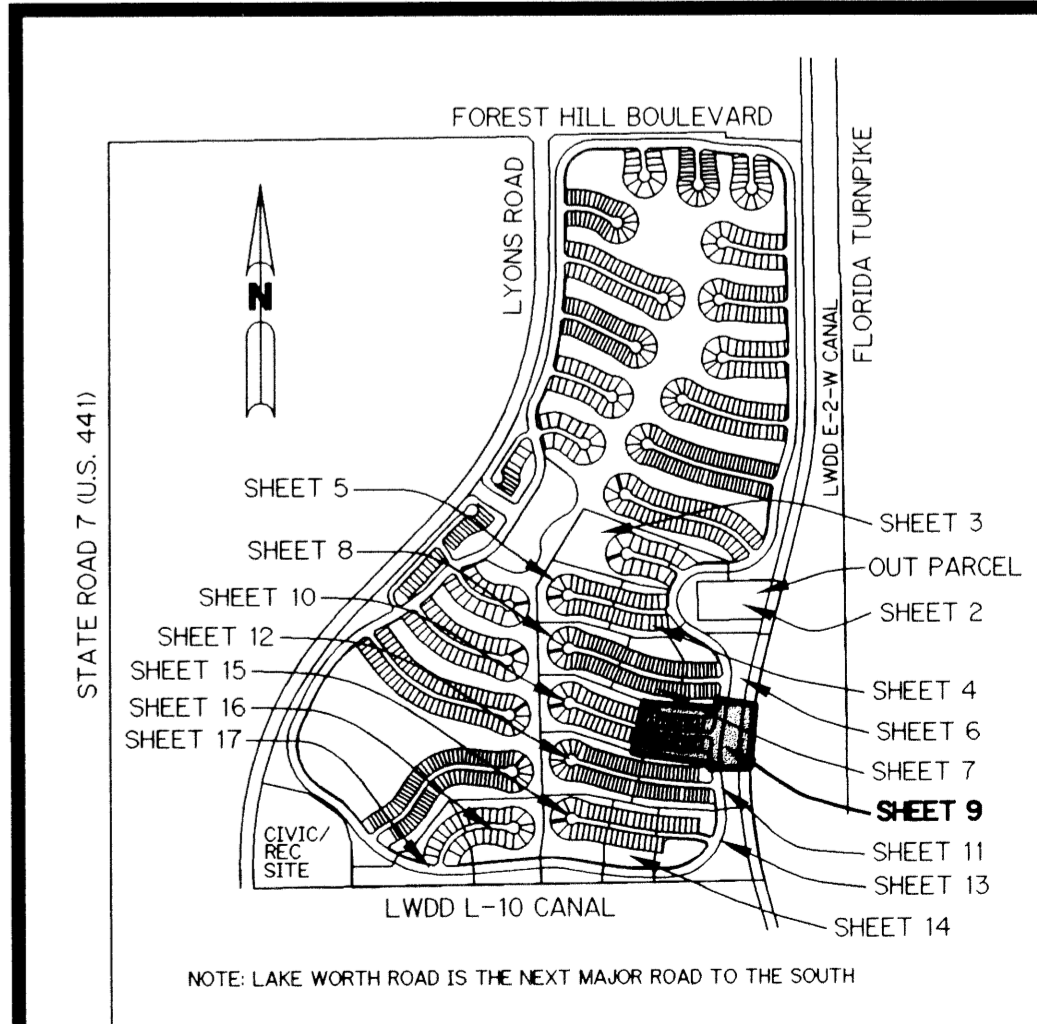 FOREST HILL BOULEVARD
LYONS ROAD
FLORIDA TURNPIKE
LWDD E-2-W CANAL
N
STATE ROAD 7 (U.S. 441)
SHEET 5
SHEET 8
SHEET 10
SHEET 12
SHEET 15
SHEET 16
SHEET 17
SHEET 3
OUT PARCEL
SHEET 2
SHEET 4
SHEET 6
SHEET 7
SHEET 9
SHEET 11
SHEET 13
SHEET 14
CIVIC/
REC
SITE
LWDD L-10 CANAL
NOTE: LAKE WORTH ROAD IS THE NEXT MAJOR ROAD TO THE SOUTH